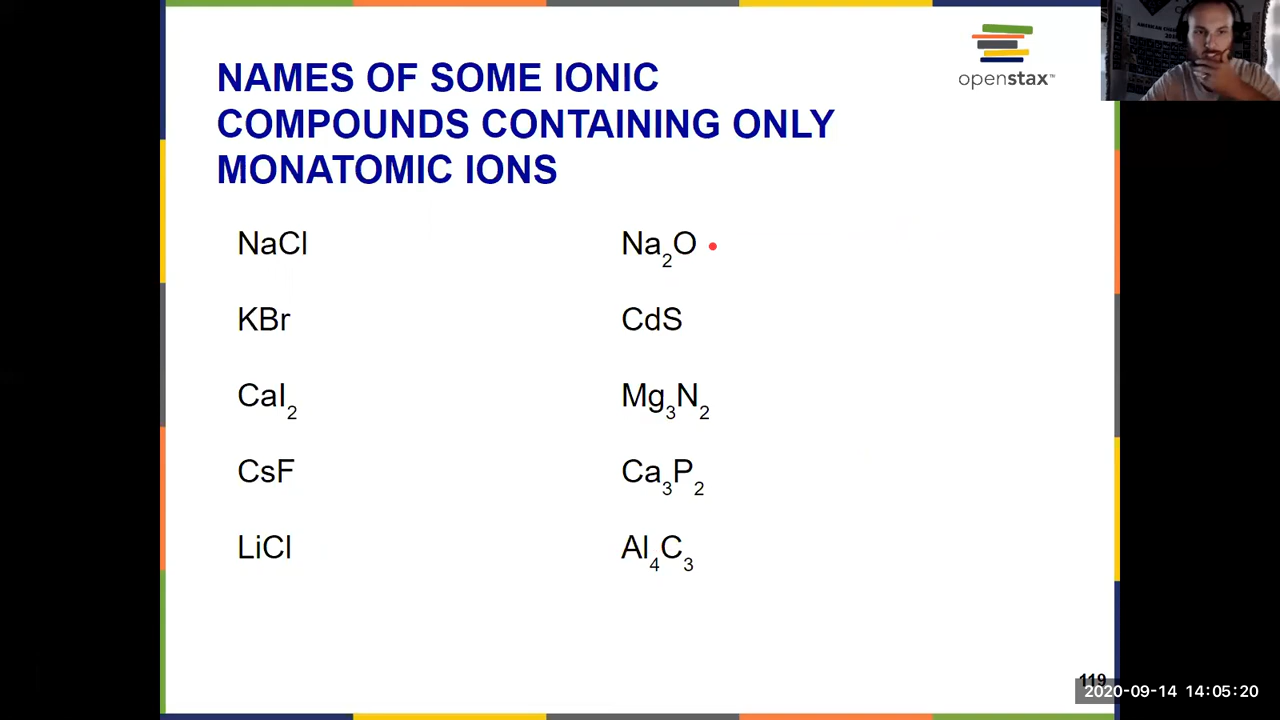 openstax™
NAMES OF SOME IONIC
COMPOUNDS CONTAINING ONLY
MONATOMIC IONS
NaCl
KBr
CaI₂
CsF
LiCl
Na₂O
CdS
Mg₃N₂
Ca₃P₂
Al₄C₃
119
2020-09-14 14:05:20